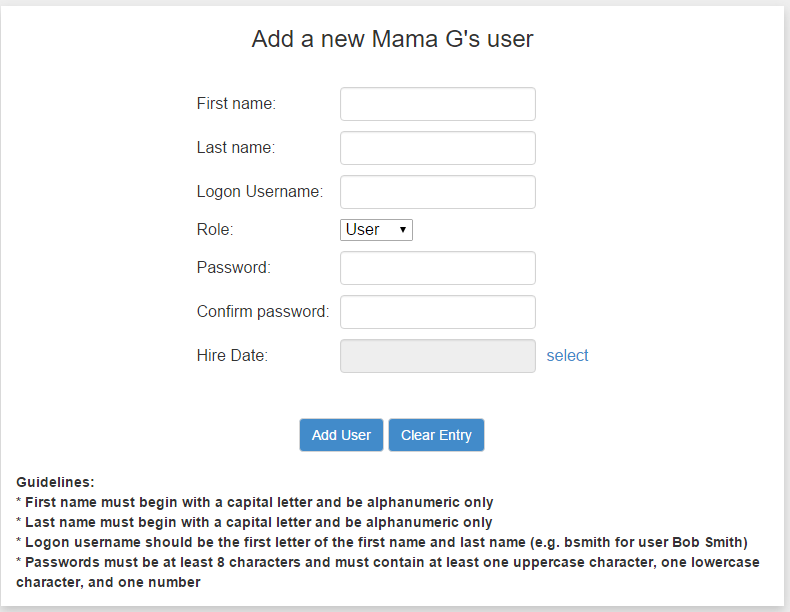 Add a new Mama G's user
First name:
Last name:
Logon Username:
Role: User
Password:
Confirm password:
Hire Date: select
Add User Clear Entry
Guidelines:
* First name must begin with a capital letter and be alphanumeric only
* Last name must begin with a capital letter and be alphanumeric only
* Logon username should be the first letter of the first name and last name (e.g. bsmith for user Bob Smith)
* Passwords must be at least 8 characters and must contain at least one uppercase character, one lowercase
character, and one number